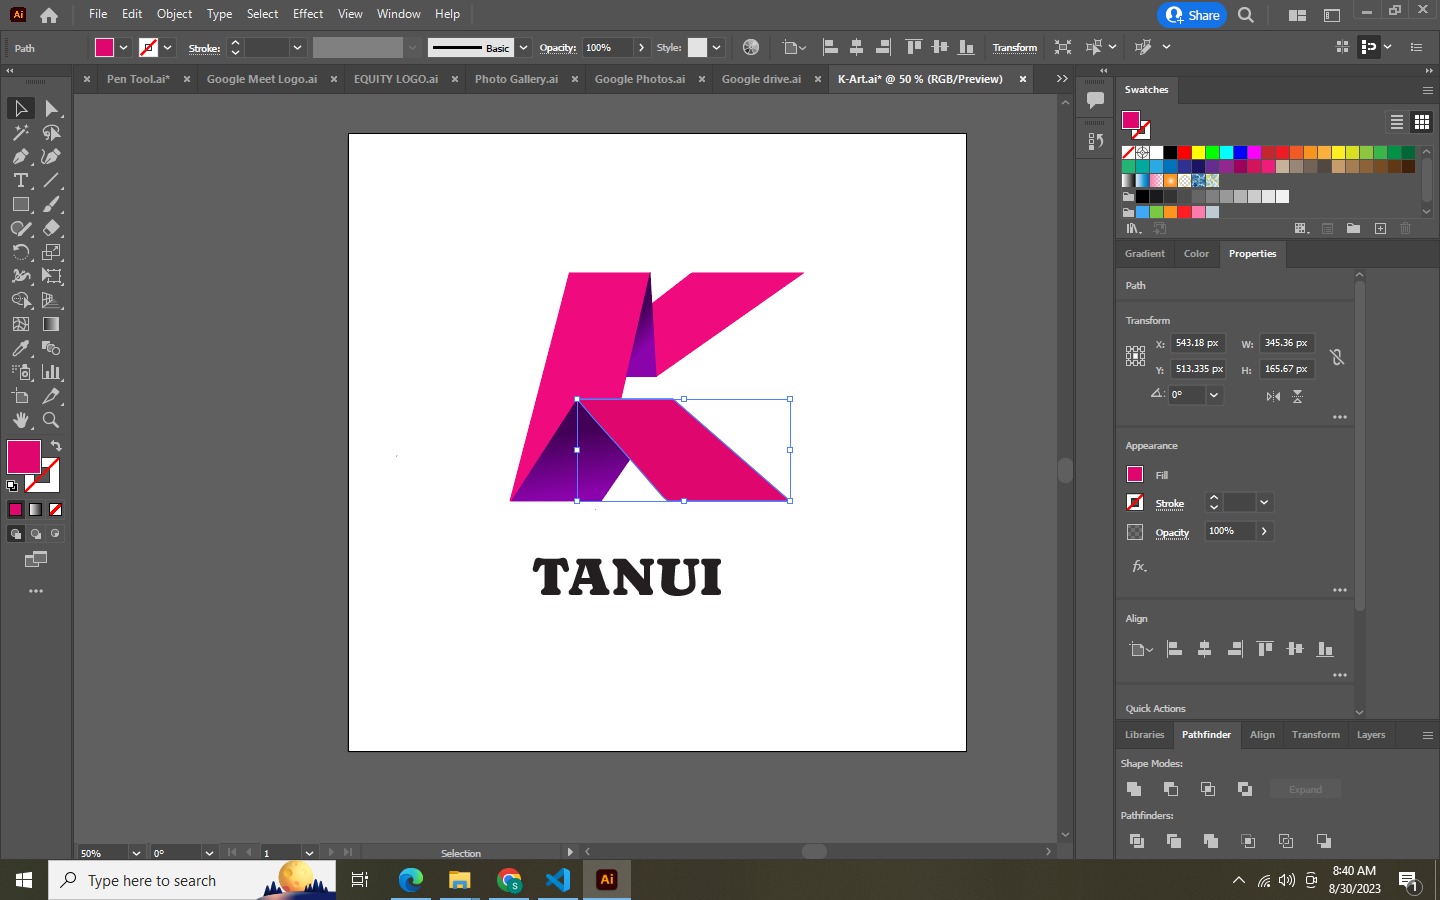 Ai File Edit Object Type Select Effect View Window Help Share
Path Stroke: Basic Opacity: 100% Style: Transform
Pen Tool.ai* Google Meet Logo.ai EQUITY LOGO.ai Photo Gallery.ai Google Photos.ai Google drive.ai K-Art.ai* @ 50 % (RGB/Preview)
Swatches
Gradient Color Properties
Path
Transform
X: 543.18 px W: 345.36 px
Y: 513.335 px H: 165.67 px
0°
Appearance
Fill
Stroke
Opacity 100%
fx
Align
Quick Actions
Libraries Pathfinder Align Transform Layers
Shape Modes:
Expand
Pathfinders:
K
TANUI
50% 0° 1 Selection
Type here to search
S
Ai
8:40 AM
8/30/2023
1